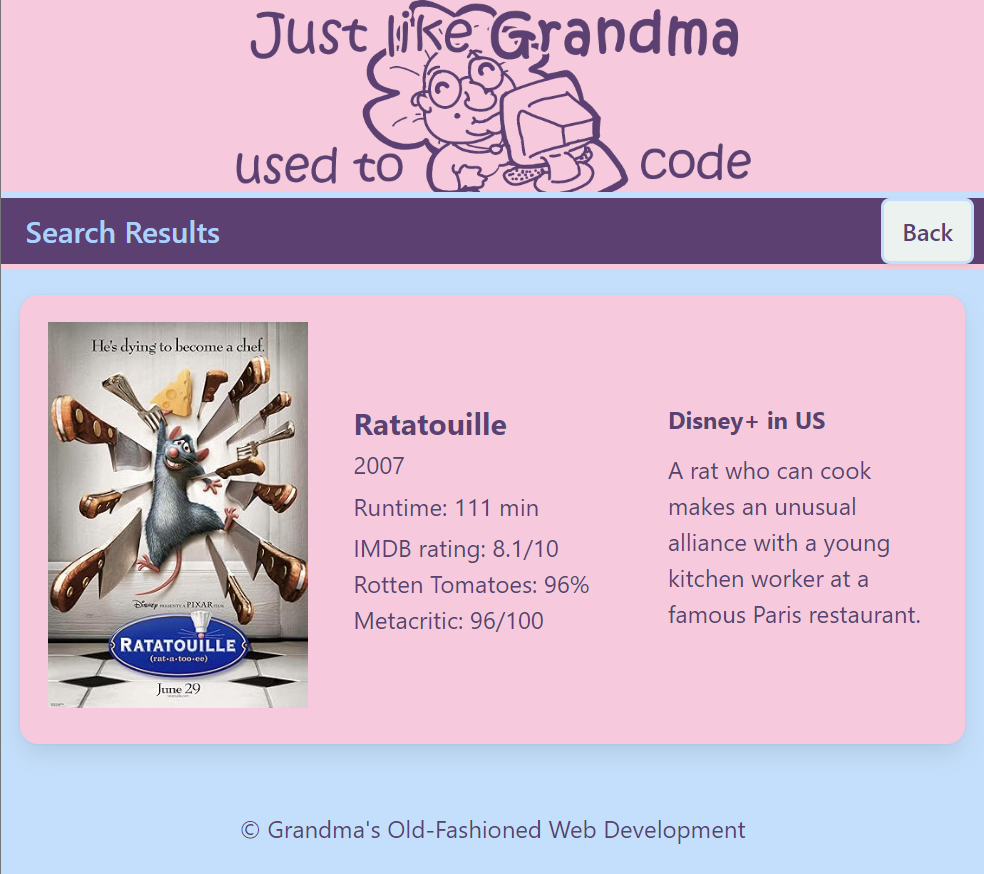 Just like Grandma
used to code
Search Results
Back
He's dying to become a chef.
Disney PRESENTS A PIXAR FILM
RATATOUILLE
(rat•a•too•ee)
June 29
Ratatouille
2007
Runtime: 111 min
IMDB rating: 8.1/10
Rotten Tomatoes: 96%
Metacritic: 96/100
Disney+ in US
A rat who can cook
makes an unusual
alliance with a young
kitchen worker at a
famous Paris restaurant.
© Grandma's Old-Fashioned Web Development